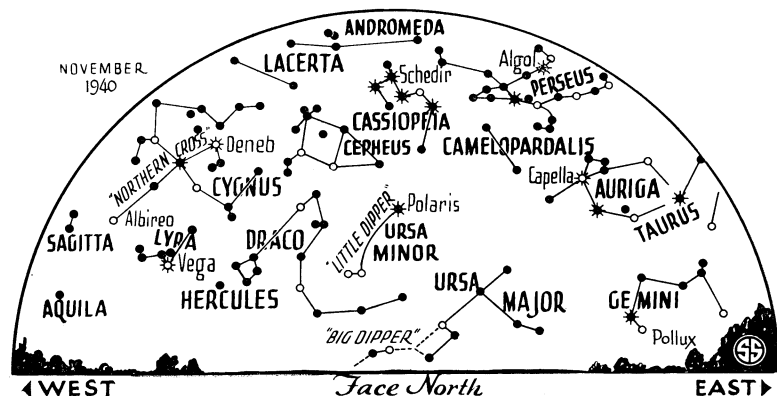 ANDROMEDA
LACERTA
NOVEMBER
1940
Schedir
Algol
PERSEUS
CASSIOPEIA
CEPHEUS
CAMELOPARDALIS
"NORTHERN CROSS"
Deneb
CYGNUS
Capella
AURIGA
TAURUS
Albireo
SAGITTA
LYRA
Vega
DRACO
"LITTLE DIPPER"
Polaris
URSA
MINOR
AQUILA
HERCULES
URSA MAJOR
GEMINI
Pollux
"BIG DIPPER"
SS
WEST
Face North
EAST